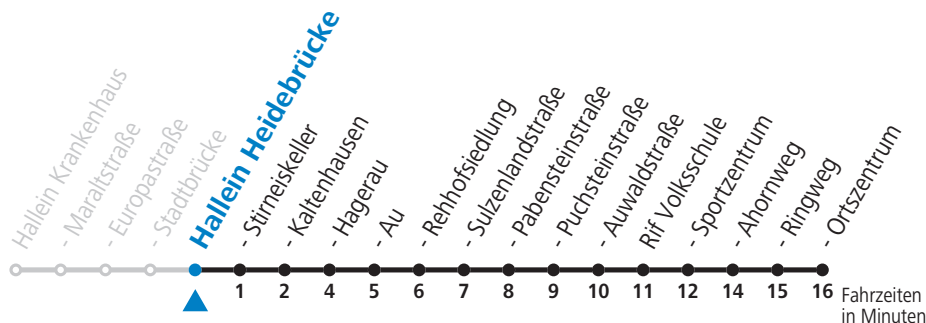 Hallein Krankenhaus
- Maraltstraße
- Europastraße
- Stadtbrücke
Hallein Heidebrücke
- Stirneiskeller
- Kaltenhausen
- Hagerau
- Au
- Rehhofsiedlung
- Sulzenlandstraße
- Pabensteinstraße
- Puchsteinstraße
- Auwaldstraße
Rif Volksschule
- Sportzentrum
- Ahornweg
- Ringweg
- Ortszentrum
1 2 4 5 6 7 8 9 10 11 12 14 15 16 Fahrzeiten
in Minuten